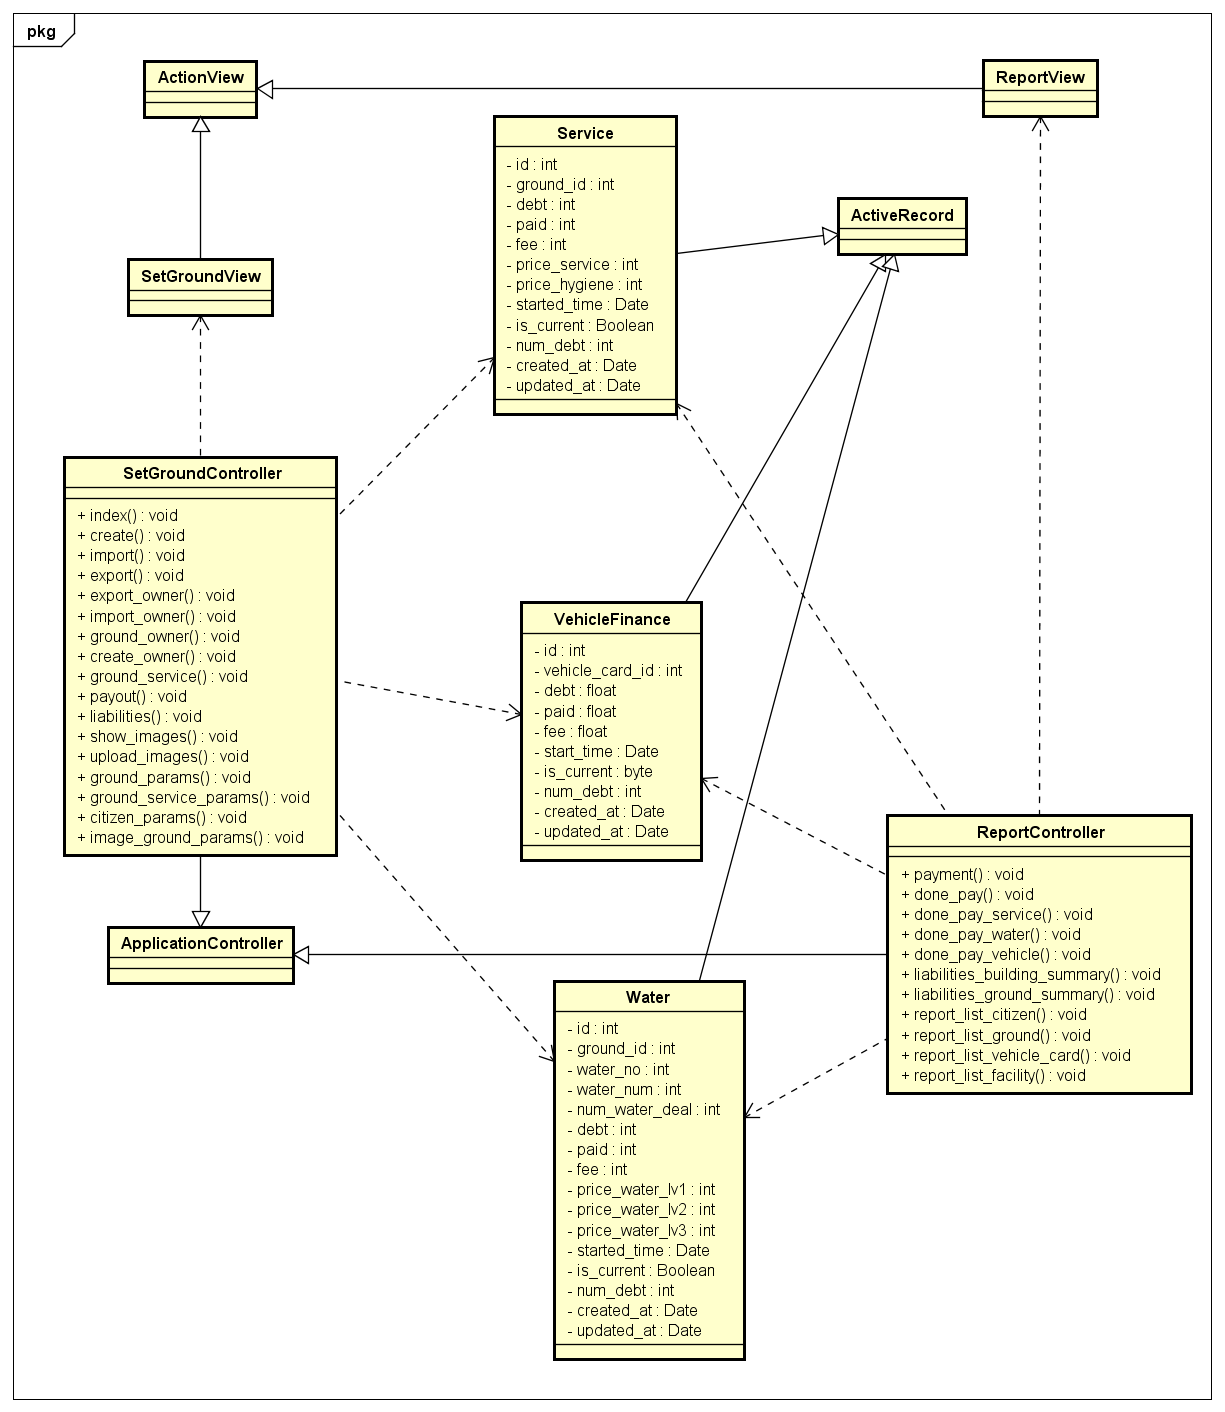 pkg
ActionView
ReportView
Service
- id : int
- ground_id : int
- debt : int
- paid : int
- fee : int
- price_service : int
- price_hygiene : int
- started_time : Date
- is_current : Boolean
- num_debt : int
- created_at : Date
- updated_at : Date
ActiveRecord
SetGroundView
SetGroundController
+ index() : void
+ create() : void
+ import() : void
+ export() : void
+ export_owner() : void
+ import_owner() : void
+ ground_owner() : void
+ create_owner() : void
+ ground_service() : void
+ payout() : void
+ liabilities() : void
+ show_images() : void
+ upload_images() : void
+ ground_params() : void
+ ground_service_params() : void
+ citizen_params() : void
+ image_ground_params() : void
VehicleFinance
- id : int
- vehicle_card_id : int
- debt : float
- paid : float
- fee : float
- start_time : Date
- is_current : byte
- num_debt : int
- created_at : Date
- updated_at : Date
ReportController
+ payment() : void
+ done_pay() : void
+ done_pay_service() : void
+ done_pay_water() : void
+ done_pay_vehicle() : void
+ liabilities_building_summary() : void
+ liabilities_ground_summary() : void
+ report_list_citizen() : void
+ report_list_ground() : void
+ report_list_vehicle_card() : void
+ report_list_facility() : void
ApplicationController
Water
- id : int
- ground_id : int
- water_no : int
- water_num : int
- num_water_deal : int
- debt : int
- paid : int
- fee : int
- price_water_lv1 : int
- price_water_lv2 : int
- price_water_lv3 : int
- started_time : Date
- is_current : Boolean
- num_debt : int
- created_at : Date
- updated_at : Date